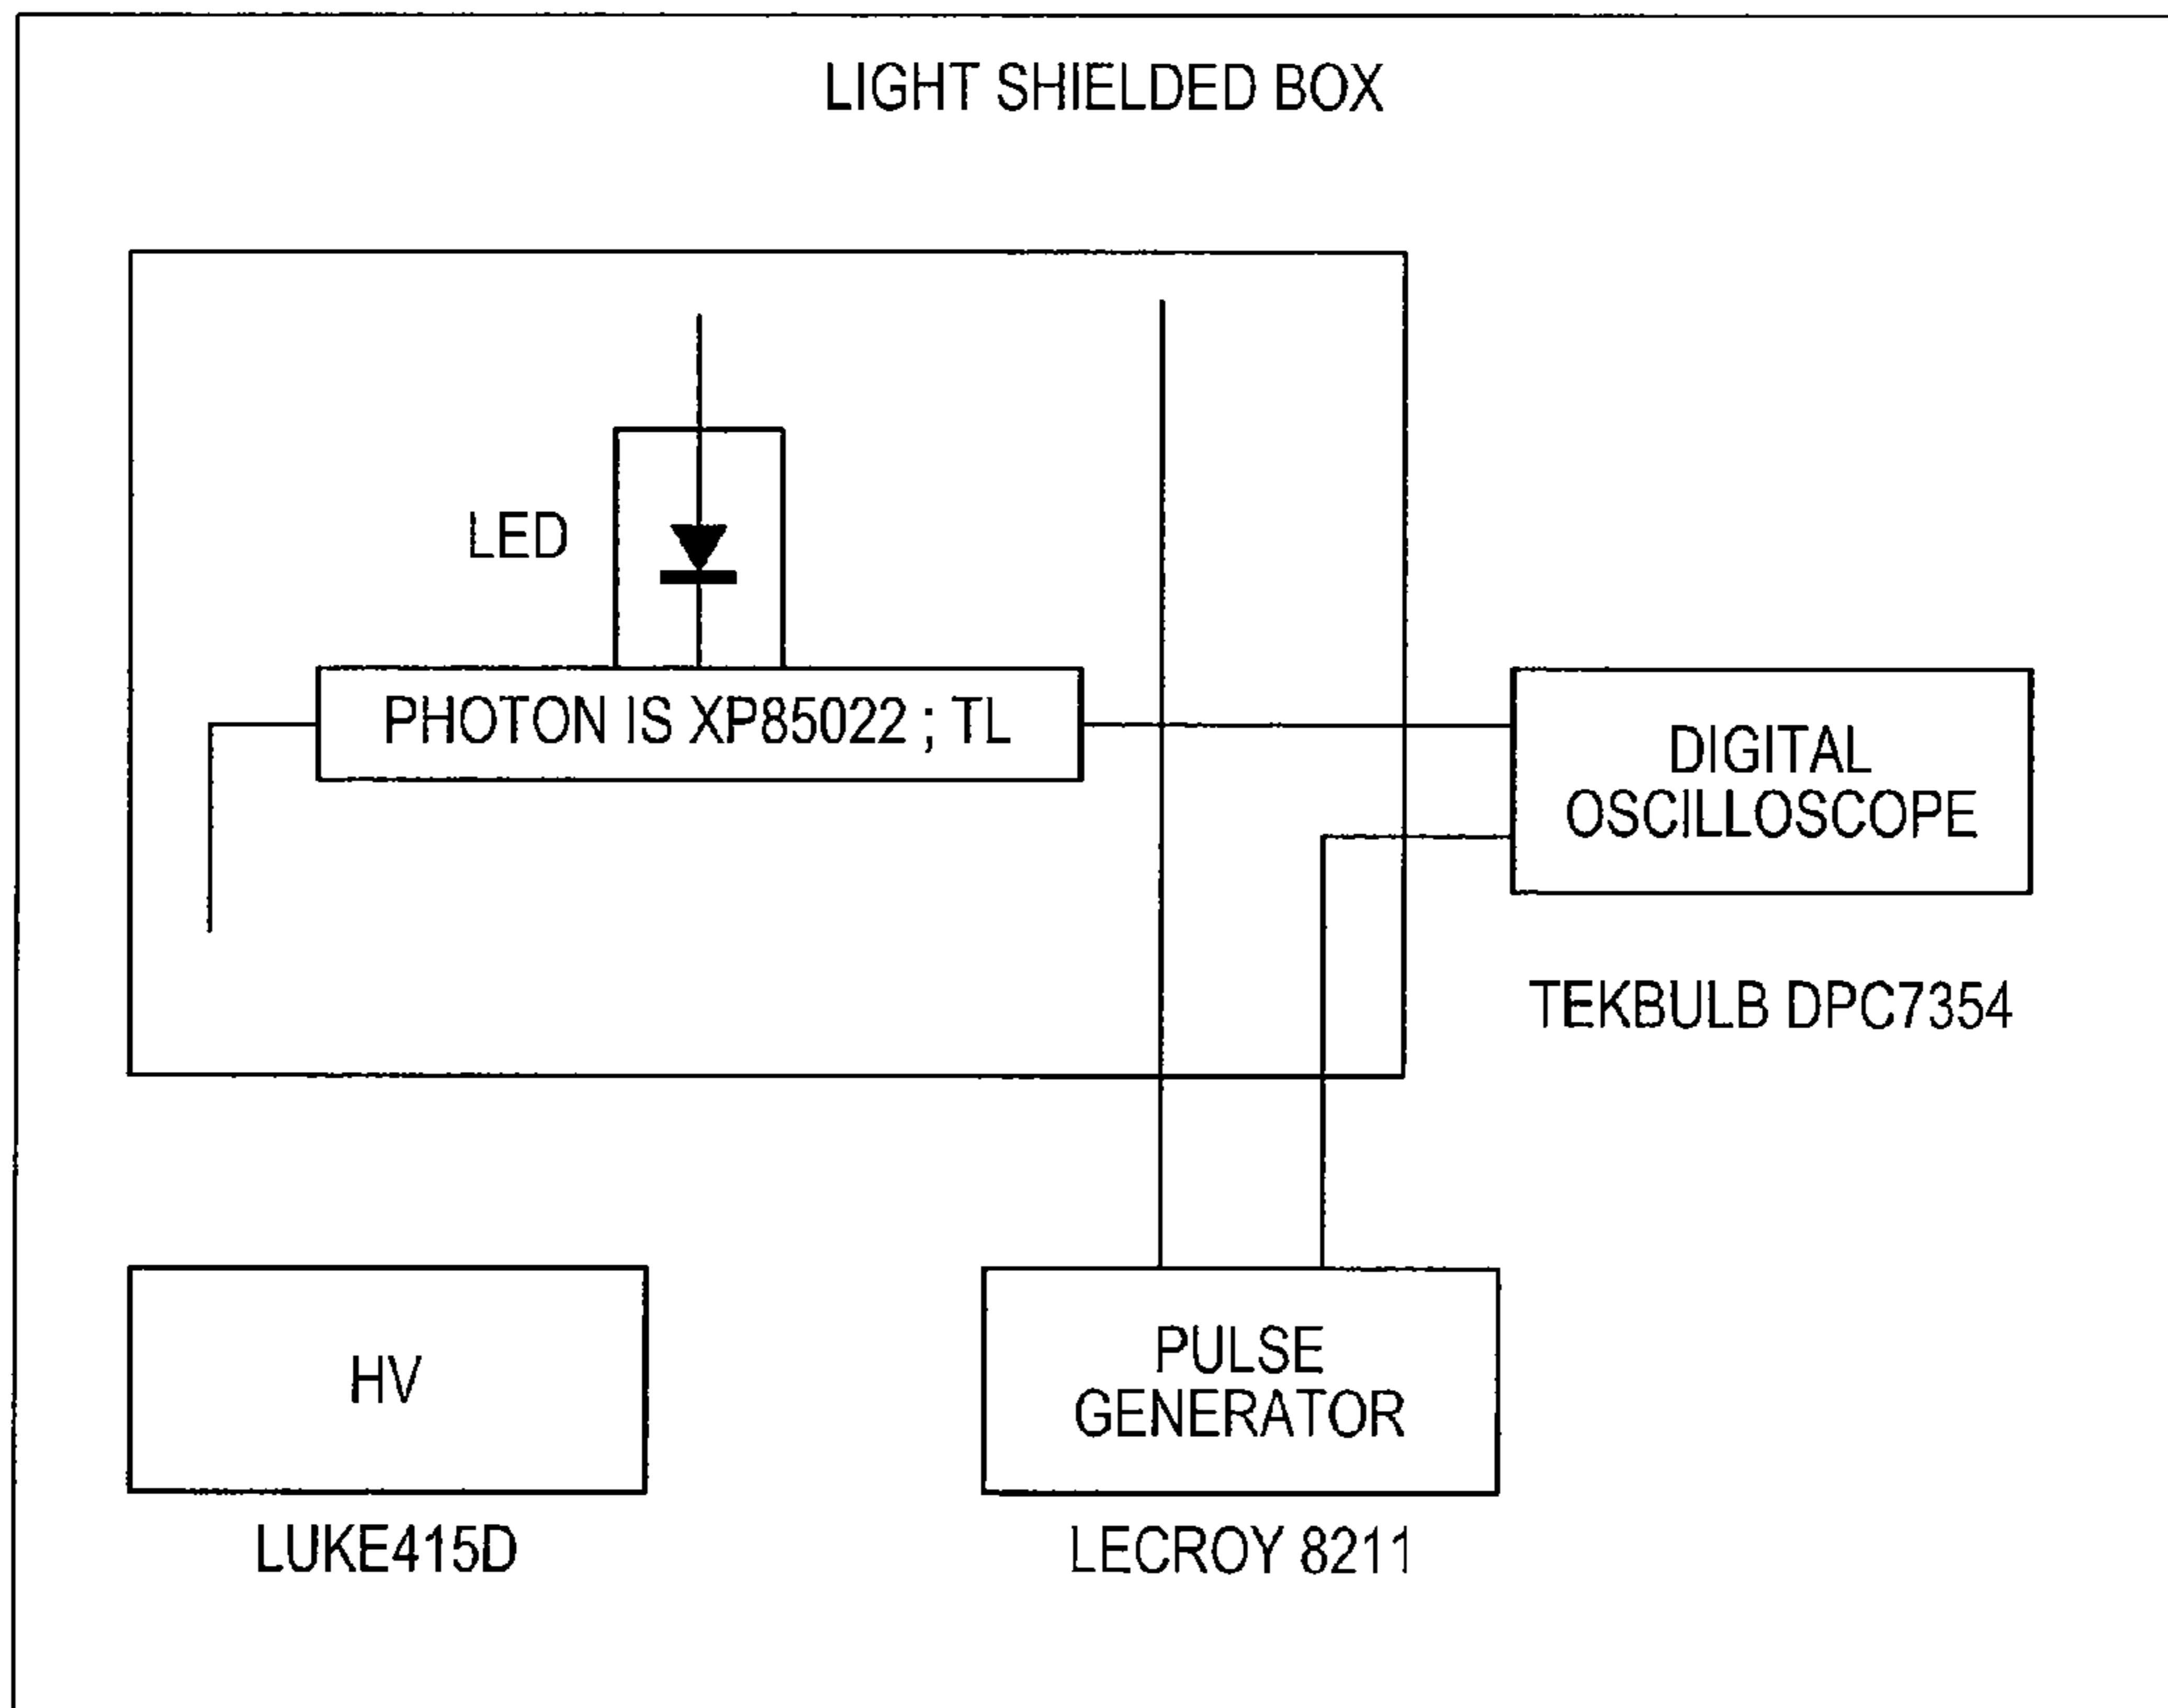 LIGHT SHIELDED BOX
LED
PHOTON IS XP85022 ; TL
DIGITAL
OSCILLOSCOPE
TEKBULB DPC7354
HV
LUKE415D
PULSE
GENERATOR
LECROY 8211